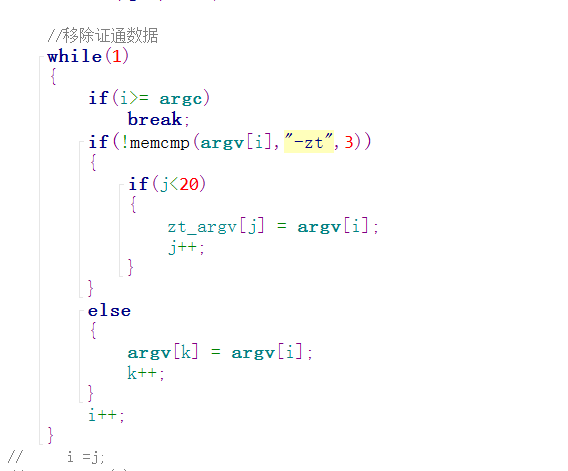 //移除证通数据
while(1)
{
if(i>= argc)
break;
if(!memcmp(argv[i],"-zt",3))
{
if(j<20)
{
zt_argv[j] = argv[i];
j++;
}
}
else
{
argv[k] = argv[i];
k++;
}
i++;
}
// i =j;